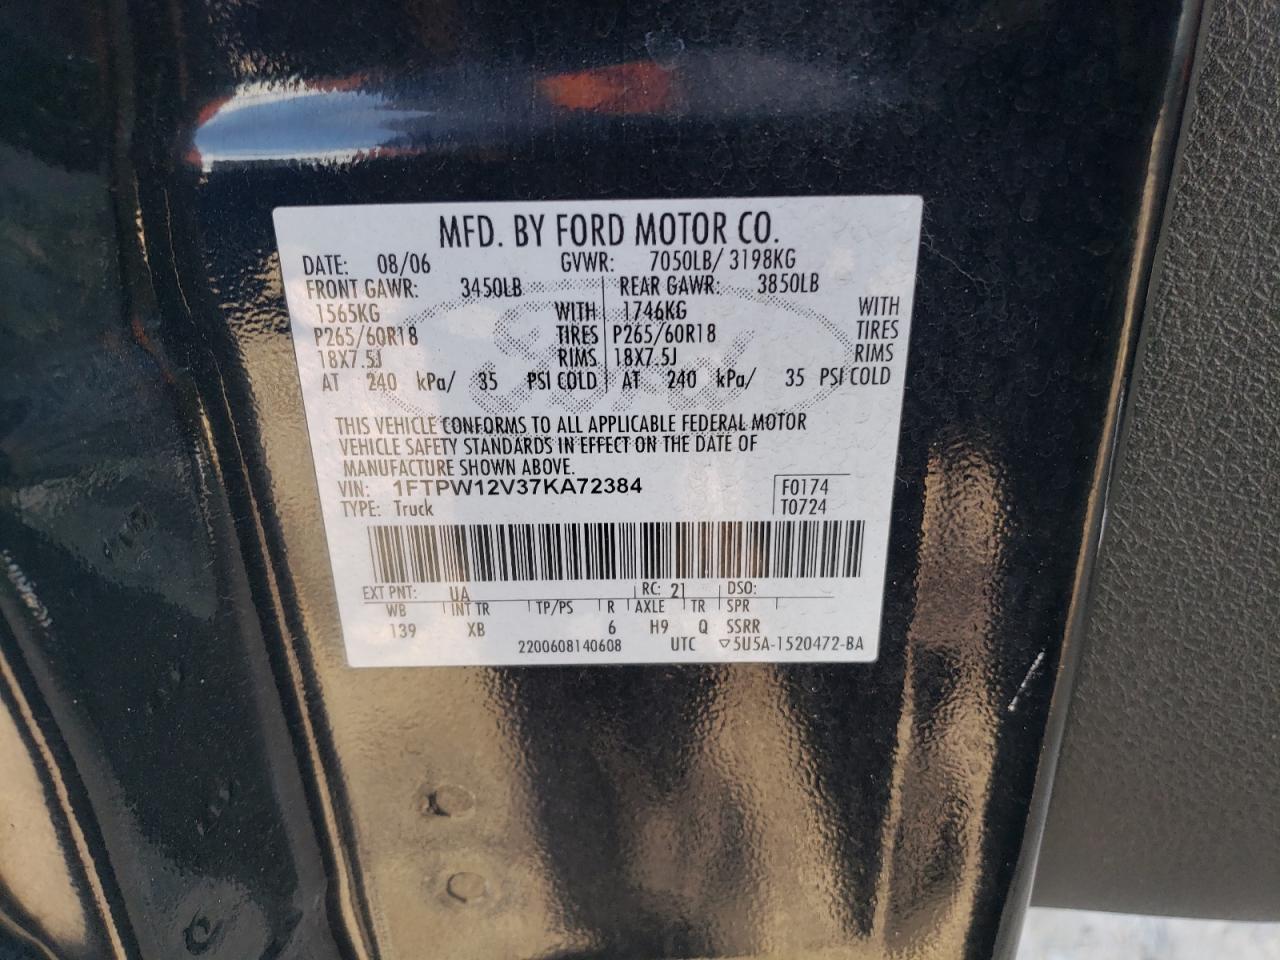 MFD. BY FORD MOTOR CO.
DATE: 08/06 GVWR: 7050LB/ 3198KG
FRONT GAWR: 3450LB REAR GAWR: 3850LB
1565KG WITH 1746KG WITH
P265/60R18 TIRES P265/60R18 TIRES
18X7.5J RIMS 18X7.5J RIMS
AT 240 kPa/ 35 PSI COLD AT 240 kPa/ 35 PSI COLD
THIS VEHICLE CONFORMS TO ALL APPLICABLE FEDERAL MOTOR
VEHICLE SAFETY STANDARDS IN EFFECT ON THE DATE OF
MANUFACTURE SHOWN ABOVE.
VIN: 1FTPW12V37KA72384 F0174
TYPE: Truck T0724
EXT PNT: UA RC: 21 DSO:
WB INT TR TP/PS R AXLE TR SPR
139 XB 6 H9 Q SSRR
2200608140608 UTC ▽5U5A-1520472-BA